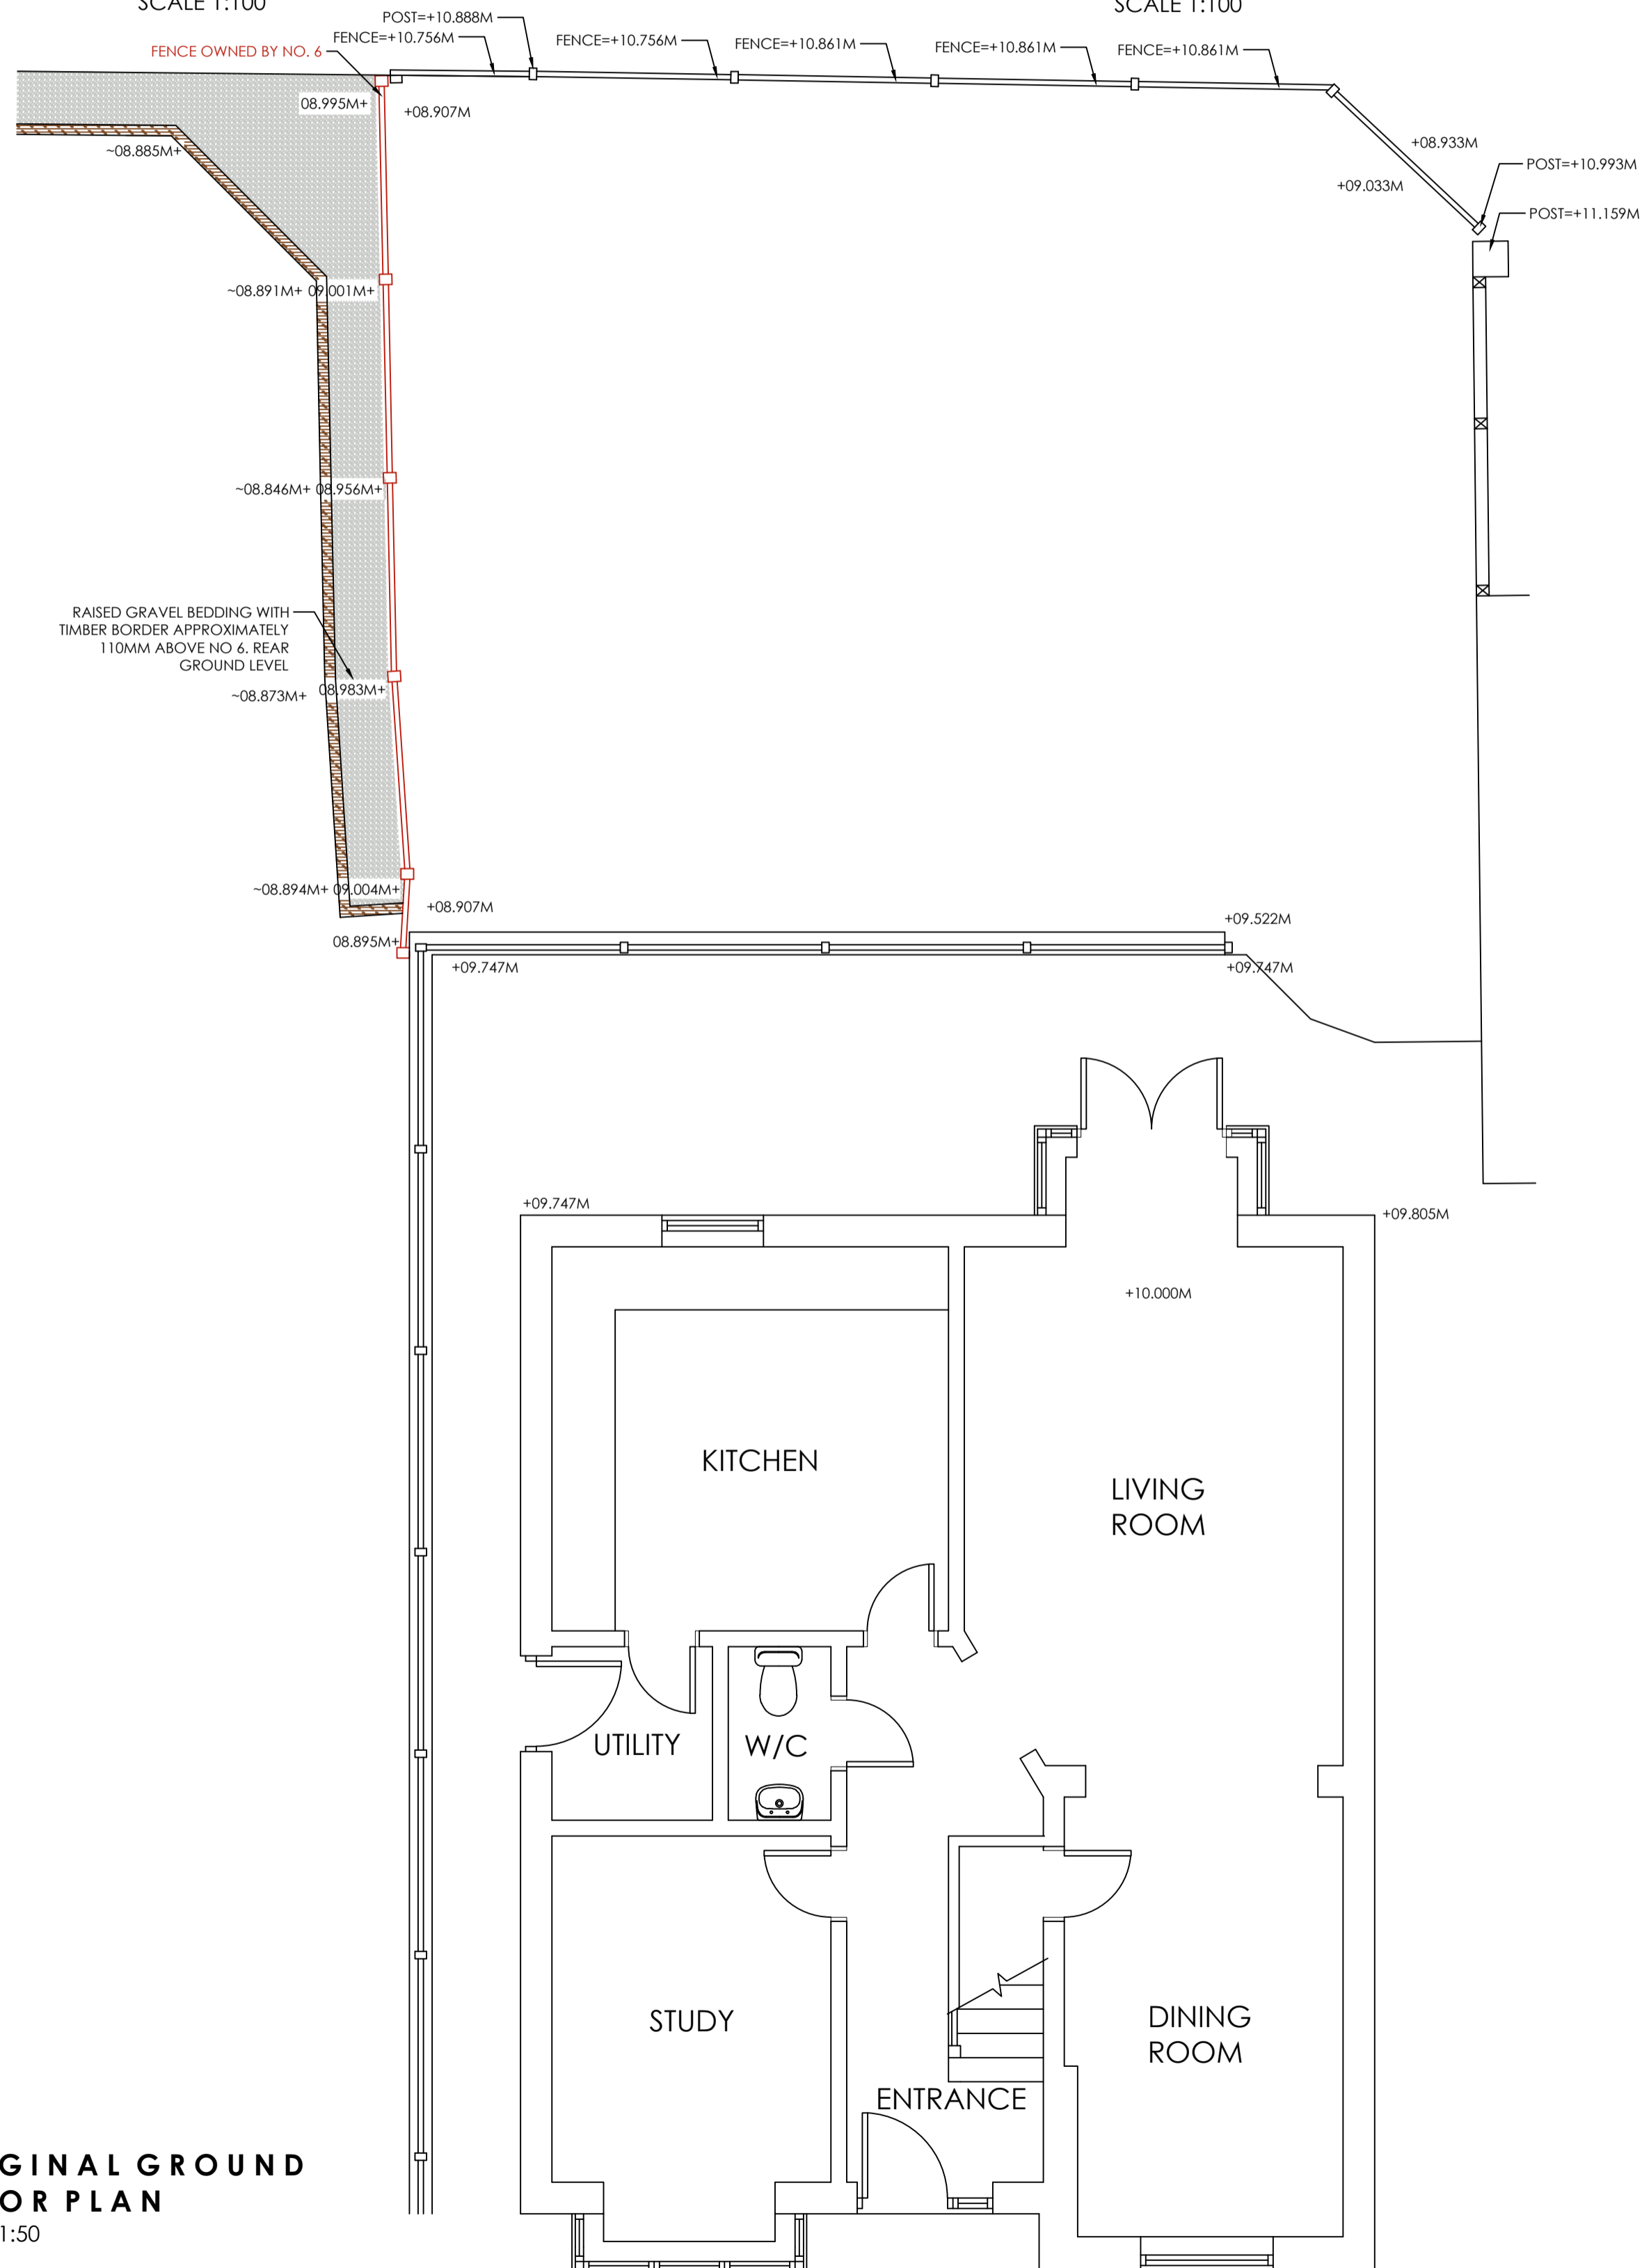 SCALE 1:100
SCALE 1:100
POST=+10.888M
FENCE=+10.756M
FENCE=+10.756M
FENCE=+10.861M
FENCE=+10.861M
FENCE=+10.861M
FENCE OWNED BY NO. 6
08.995M+
+08.907M
~08.885M+
+08.933M
POST=+10.993M
+09.033M
POST=+11.159M
~08.891M+ 09.001M+
~08.846M+ 08.956M+
RAISED GRAVEL BEDDING WITH
TIMBER BORDER APPROXIMATELY
110MM ABOVE NO 6. REAR
GROUND LEVEL
~08.873M+ 08.983M+
~08.894M+ 09.004M+
+08.907M
08.895M+
+09.522M
+09.747M
+09.747M
+09.747M
+09.805M
+10.000M
KITCHEN
LIVING
ROOM
UTILITY
W/C
STUDY
DINING
ROOM
ENTRANCE
GINAL GROUND
OR PLAN
1:50